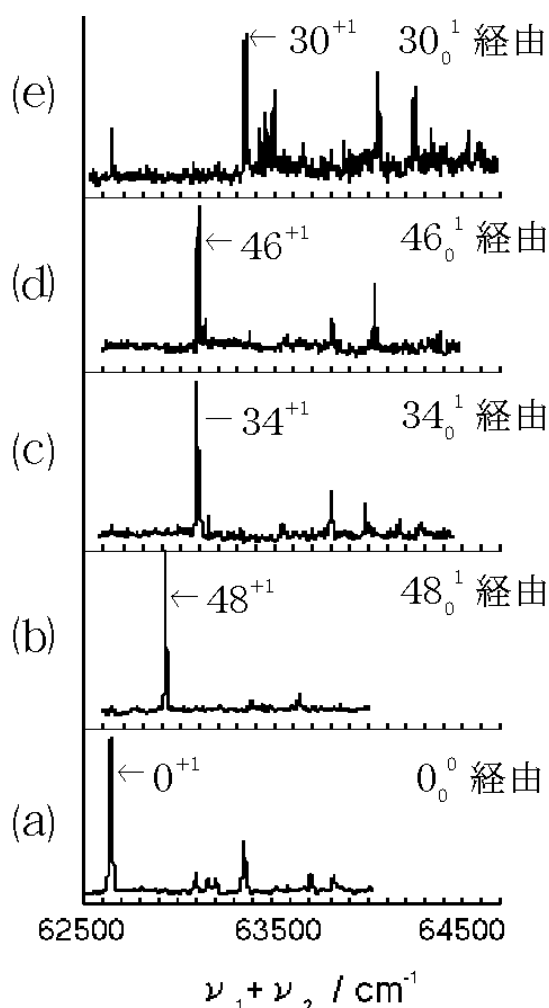 (e) ←30⁺¹ 30₀¹ 経由
(d) ←46⁺¹ 46₀¹ 経由
(c) –34⁺¹ 34₀¹ 経由
(b) ←48⁺¹ 48₀¹ 経由
(a) ←0⁺¹ 0₀⁰ 経由
62500 63500 64500
ν₁+ν₂ / cm⁻¹